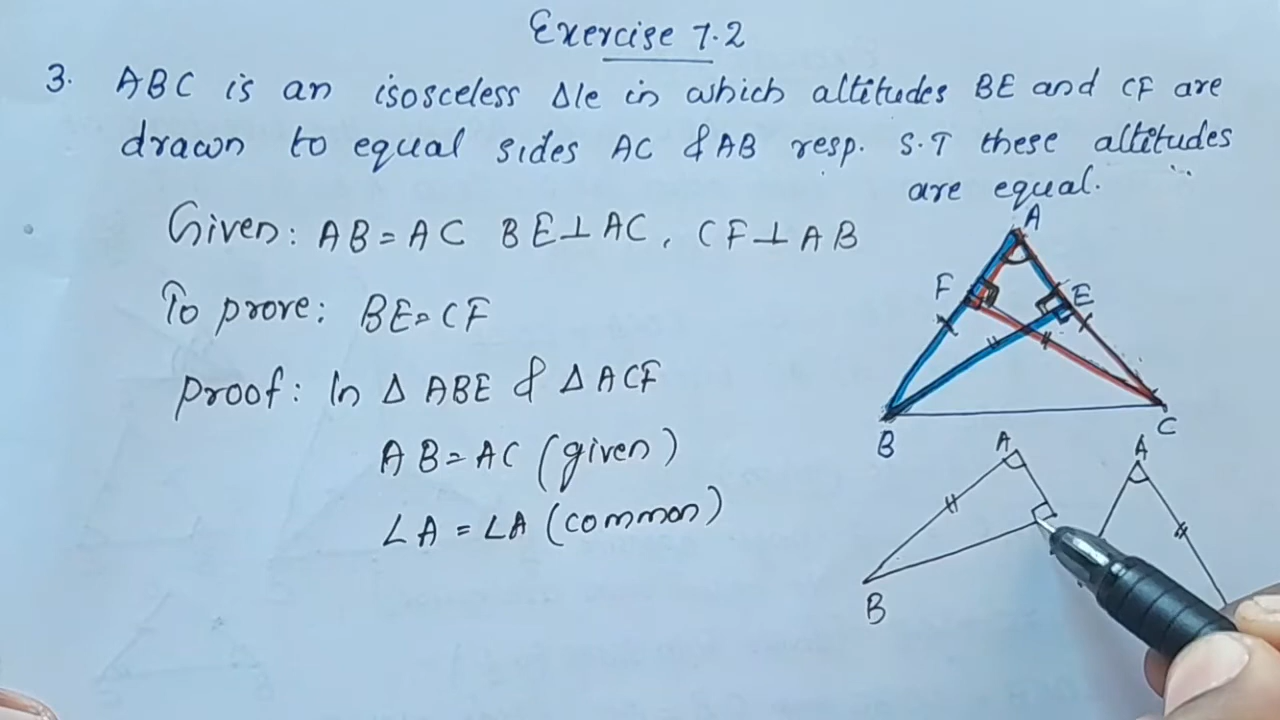 Exercise 7.2
3. ABC is an isosceless Δle in which altitudes BE and CF are
drawn to equal sides AC & AB resp. S.T these altitudes
are equal.
Given: AB = AC BE ⊥ AC, CF ⊥ AB
To prove: BE = CF
Proof: In Δ ABE & Δ ACF
AB = AC (given)
∠A = ∠A (common)
A
F
E
B
C
A
A
B